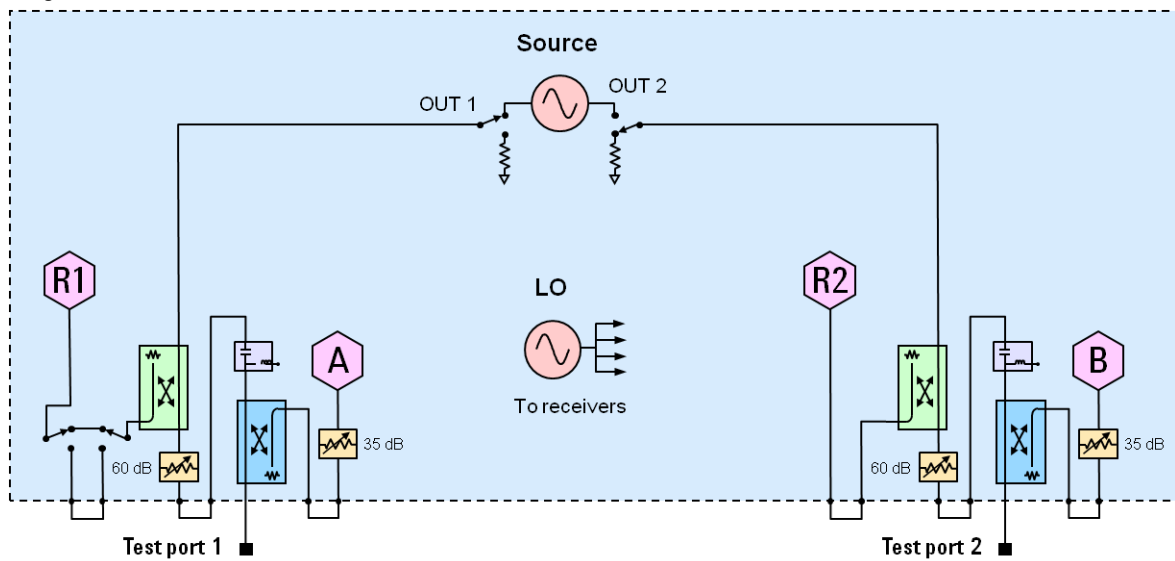 Source
OUT 1
OUT 2
R1
LO
R2
A
B
To receivers
35 dB
35 dB
60 dB
60 dB
Test port 1
Test port 2